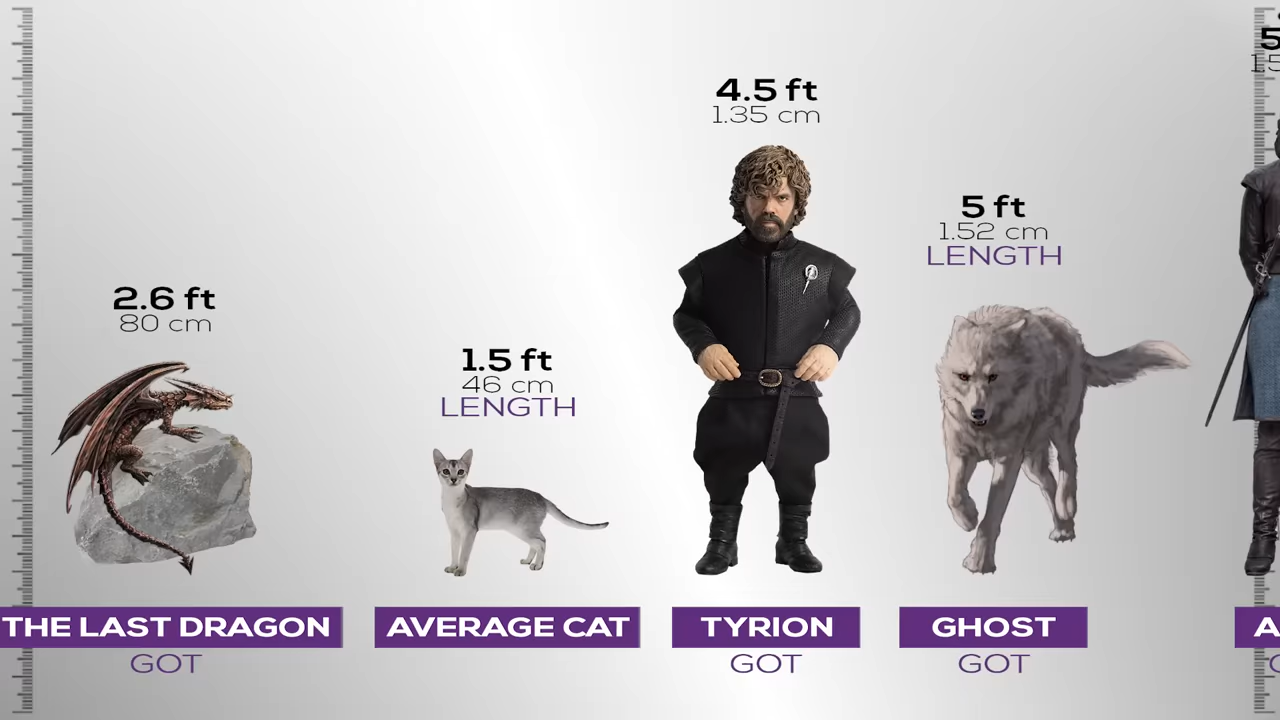 2.6 ft
80 cm
THE LAST DRAGON
GOT
1.5 ft
46 cm
LENGTH
AVERAGE CAT
4.5 ft
1.35 cm
TYRION
GOT
5 ft
1.52 cm
LENGTH
GHOST
GOT